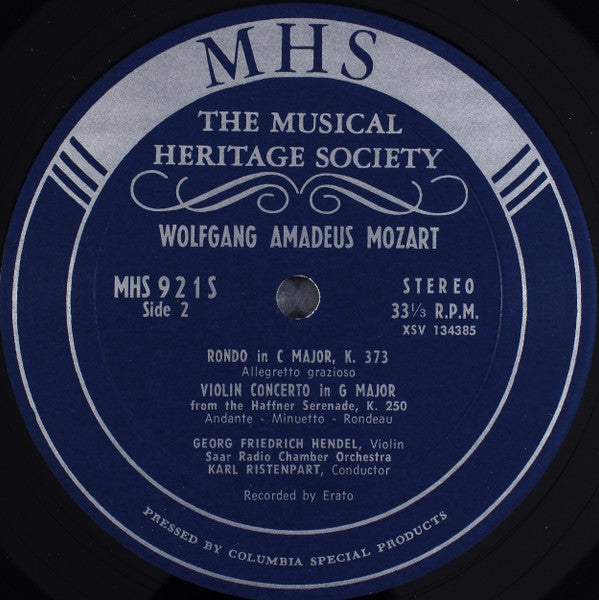 MHS
THE MUSICAL
HERITAGE SOCIETY
WOLFGANG AMADEUS MOZART
MHS 921S
Side 2
STEREO
33⅓ R.P.M.
XSV 134385
RONDO in C MAJOR, K. 373
Allegretto grazioso
VIOLIN CONCERTO in G MAJOR
from the Haffner Serenade, K. 250
Andante - Minuetto - Rondeau
GEORG FRIEDRICH HENDEL, Violin
Saar Radio Chamber Orchestra
KARL RISTENPART, Conductor
Recorded by Erato
PRESSED BY COLUMBIA SPECIAL PRODUCTS